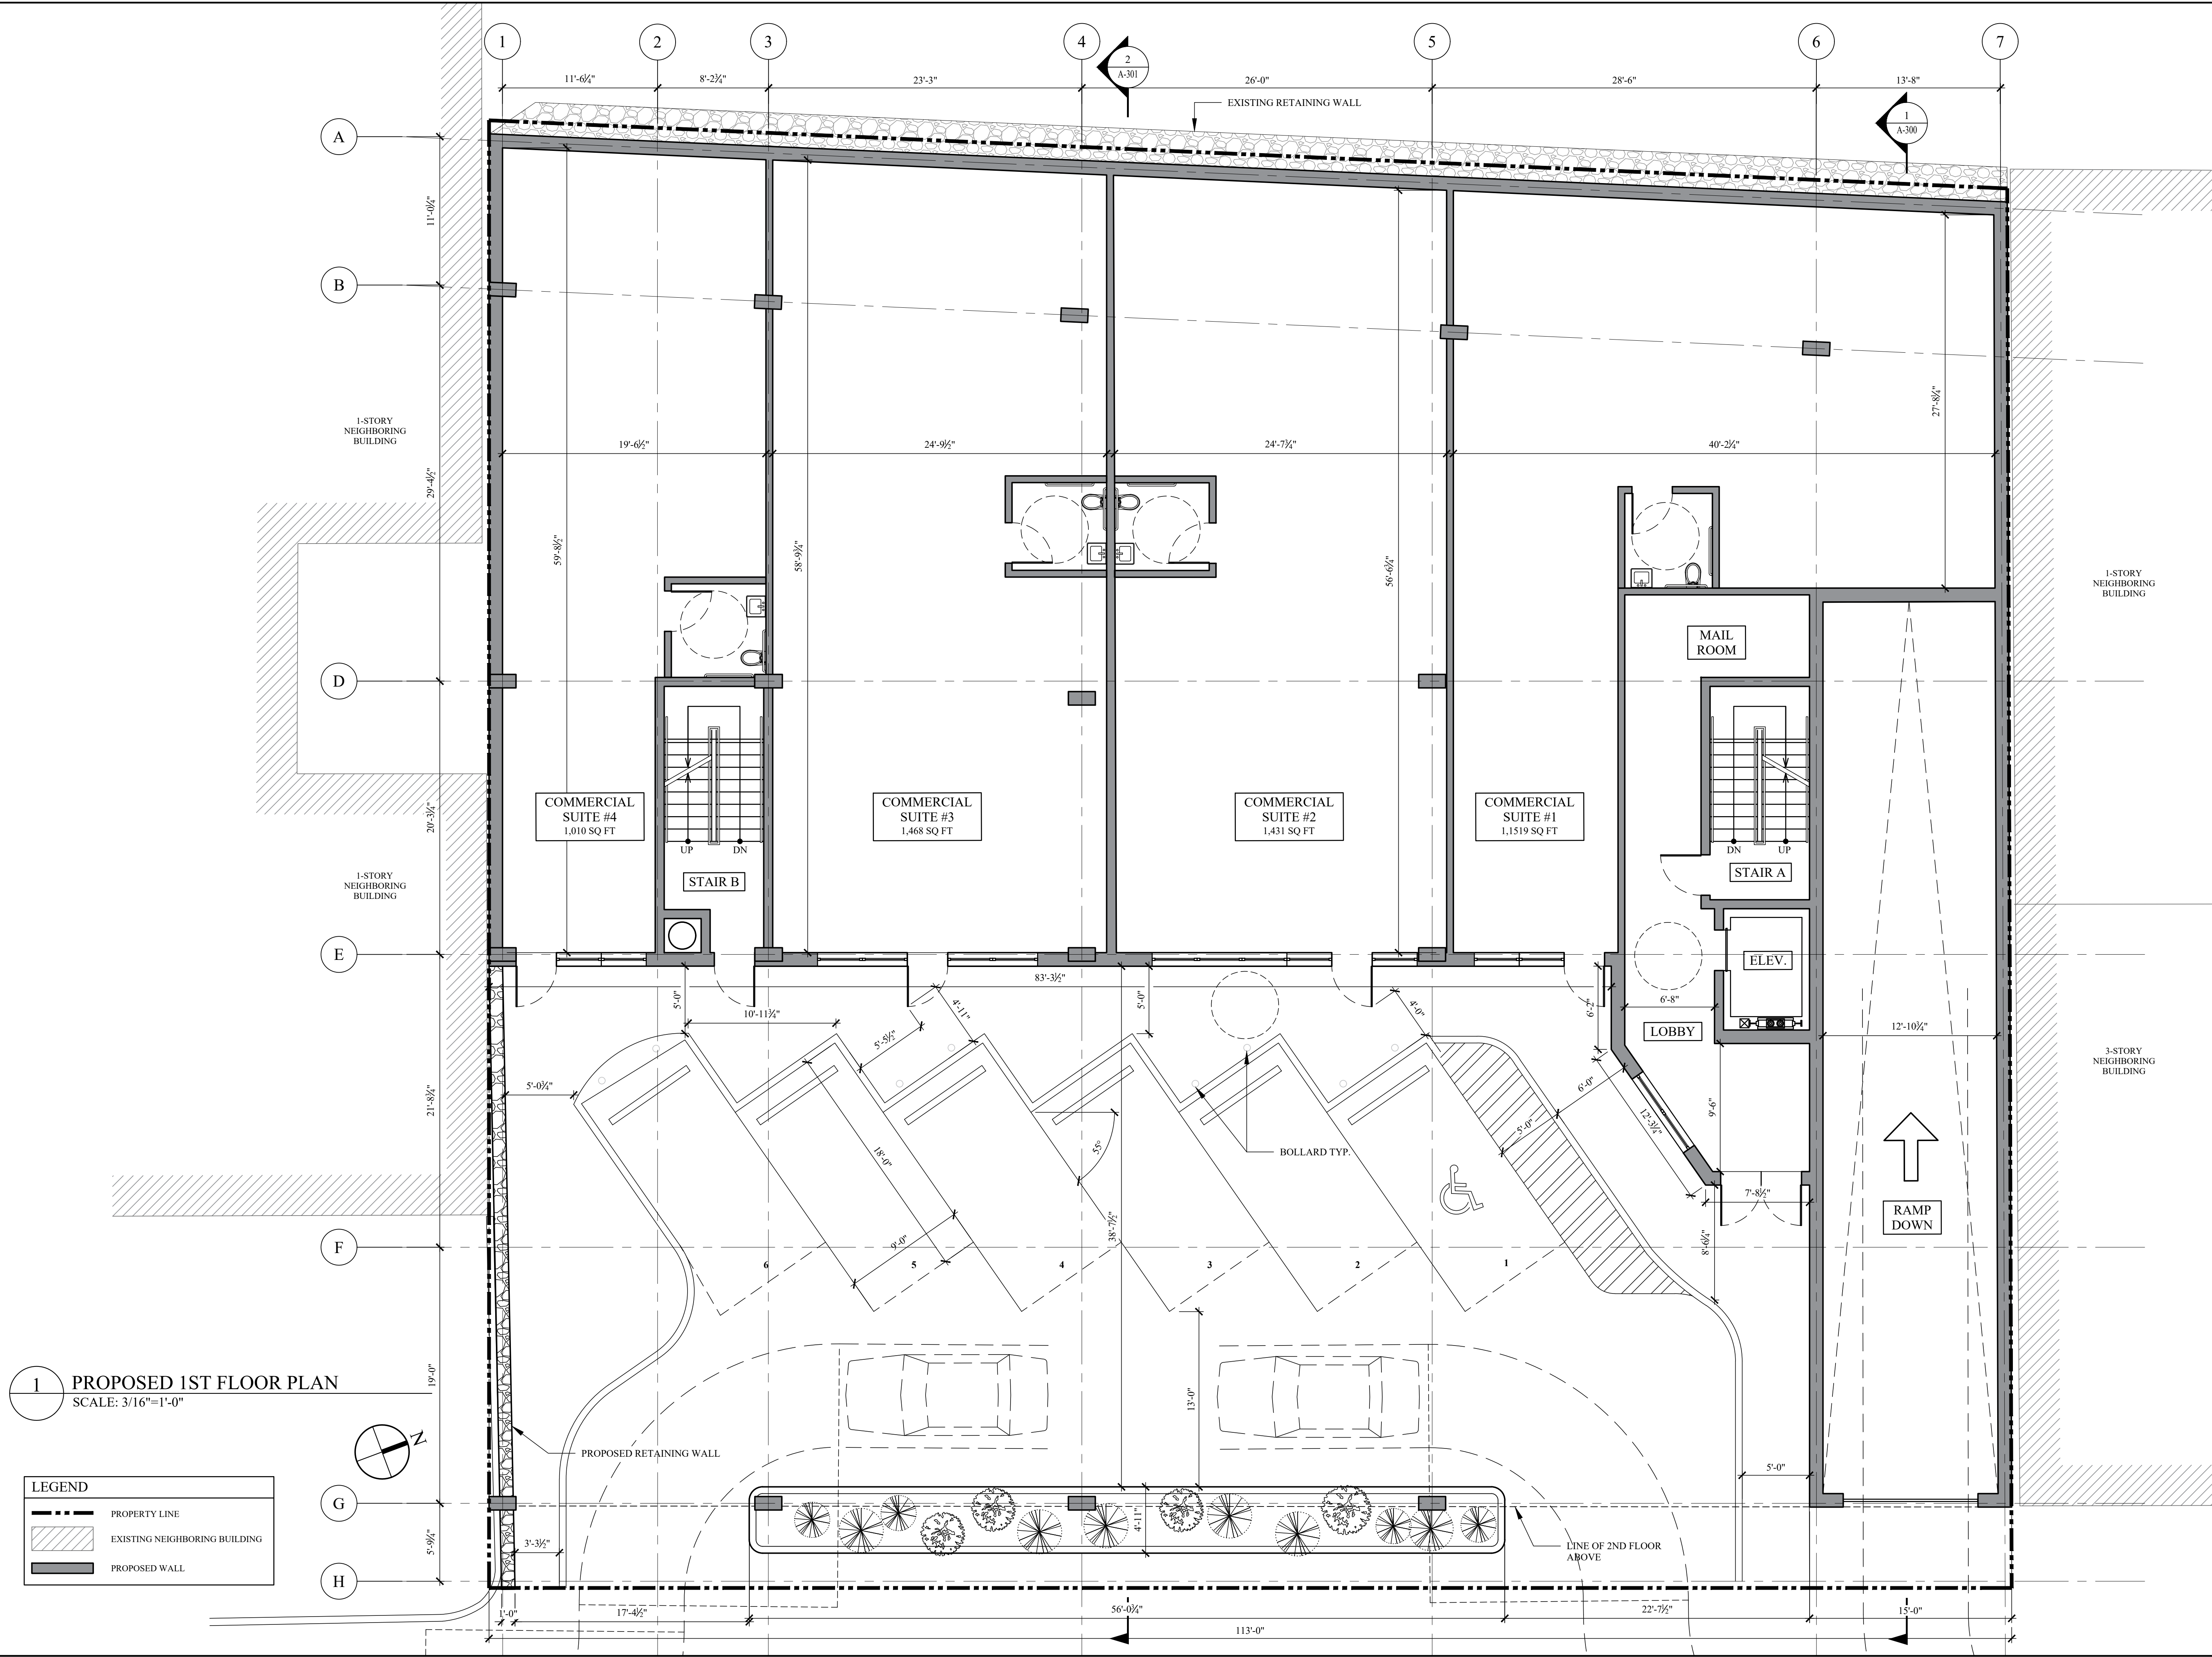 1
2
3
4
5
6
7
2
A-301
1
A-300
11'-6¼"
8'-2¾"
23'-3"
26'-0"
28'-6"
13'-8"
EXISTING RETAINING WALL
A
B
D
E
F
G
H
11'-0¼"
29'-4½"
20'-3¼"
21'-8¾"
19'-0"
5'-9¼"
1-STORY
NEIGHBORING
BUILDING
1-STORY
NEIGHBORING
BUILDING
1-STORY
NEIGHBORING
BUILDING
3-STORY
NEIGHBORING
BUILDING
19'-6½"
24'-9½"
24'-7¾"
40'-2¼"
27'-8¼"
59'-8½"
58'-9¾"
56'-6¼"
MAIL
ROOM
COMMERCIAL
SUITE #4
1,010 SQ FT
COMMERCIAL
SUITE #3
1,468 SQ FT
COMMERCIAL
SUITE #2
1,431 SQ FT
COMMERCIAL
SUITE #1
1,1519 SQ FT
UP
DN
STAIR B
DN
UP
STAIR A
ELEV.
LOBBY
6'-8"
12'-10¾"
83'-3½"
5'-0"
5'-0"
10'-11¾"
4'-11"
5'-5½"
4'-0"
6'-2"
5'-0¾"
6'-0"
5'-0"
12'-3¼"
9'-6"
18'-0"
55°
BOLLARD TYP.
7'-8½"
8'-6¼"
9'-0"
38'-7½"
RAMP
DOWN
6
5
4
3
2
1
13'-0"
5'-0"
PROPOSED RETAINING WALL
4'-11"
3'-3½"
LINE OF 2ND FLOOR
ABOVE
1'-0"
17'-4½"
56'-0¾"
22'-7½"
15'-0"
113'-0"
1
PROPOSED 1ST FLOOR PLAN
SCALE: 3/16"=1'-0"
N
LEGEND
PROPERTY LINE
EXISTING NEIGHBORING BUILDING
PROPOSED WALL